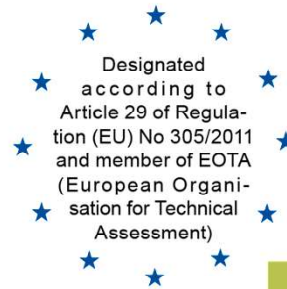 Designated
according to
Article 29 of Regula-
tion (EU) No 305/2011
and member of EOTA
(European Organi-
sation for Technical
Assessment)